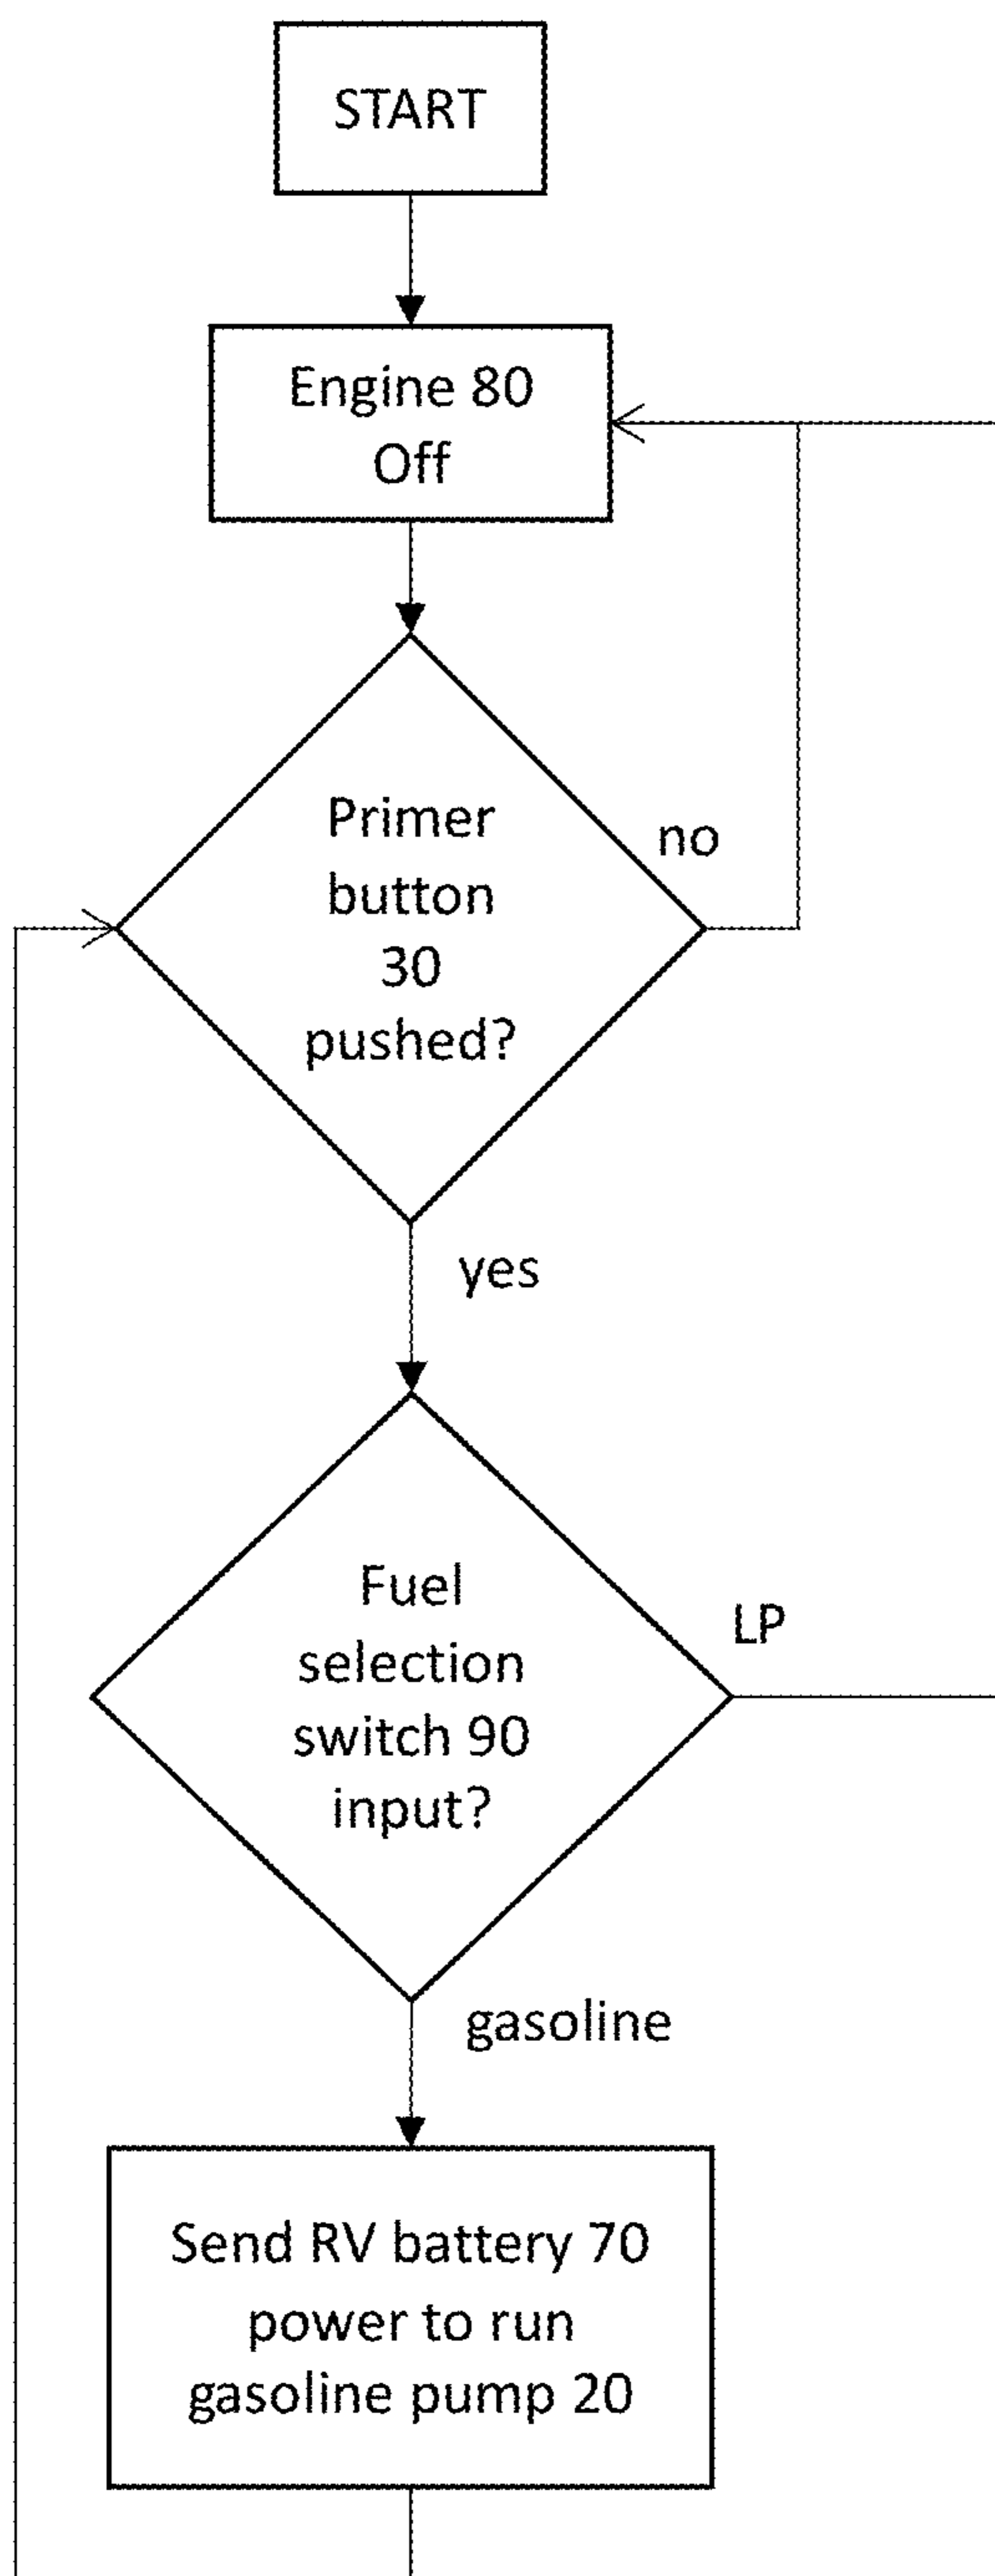 START
Engine 80
Off
Primer
button
30
pushed?
no
yes
Fuel
selection
switch 90
input?
LP
gasoline
Send RV battery 70
power to run
gasoline pump 20